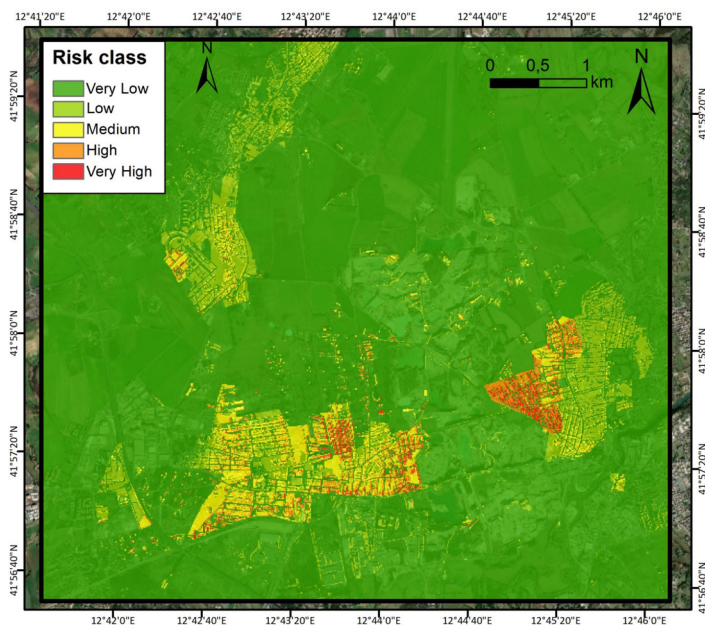 12°41'20"E 12°42'0"E 12°42'40"E 12°43'20"E 12°44'0"E 12°44'40"E 12°45'20"E 12°46'0"E
Risk class
Very Low
Low
Medium
High
Very High
N
0 0,5 1
km
N
41°59'20"N
41°58'40"N
41°58'0"N
41°57'20"N
41°56'40"N
41°59'20"N
41°58'40"N
41°58'0"N
41°57'20"N
41°56'40"N
12°42'0"E 12°42'40"E 12°43'20"E 12°44'0"E 12°44'40"E 12°45'20"E 12°46'0"E